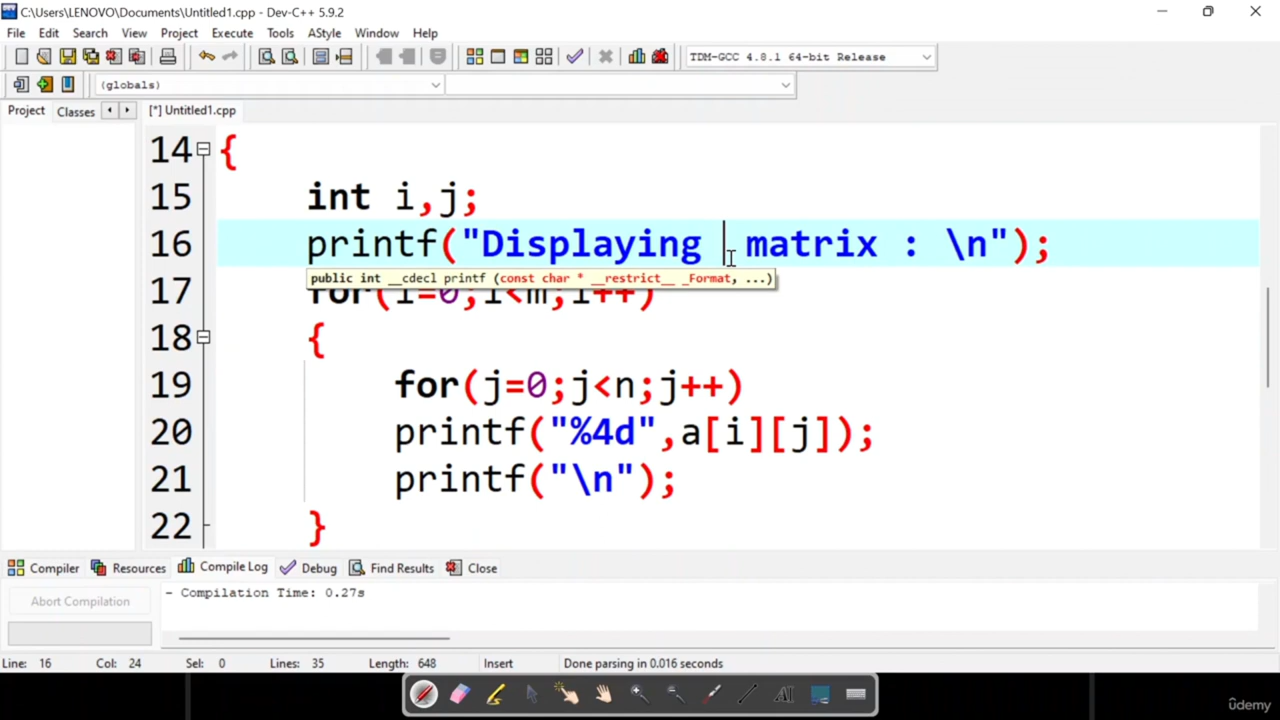 C:\Users\LENOVO\Documents\Untitled1.cpp - Dev-C++ 5.9.2
File Edit Search View Project Execute Tools AStyle Window Help
TDM-GCC 4.8.1 64-bit Release
(globals)
Project Classes [*] Untitled1.cpp
14 {
15 int i,j;
16 printf("Displaying  matrix : \n");
public int __cdecl printf (const char * __restrict__ _Format, ...)
17 for(i=0;i<m;i++)
18 {
19 for(j=0;j<n;j++)
20 printf("%4d",a[i][j]);
21 printf("\n");
22 }
Compiler Resources Compile Log Debug Find Results Close
Abort Compilation
- Compilation Time: 0.27s
Line: 16 Col: 24 Sel: 0 Lines: 35 Length: 648 Insert Done parsing in 0.016 seconds
AI
ûdemy